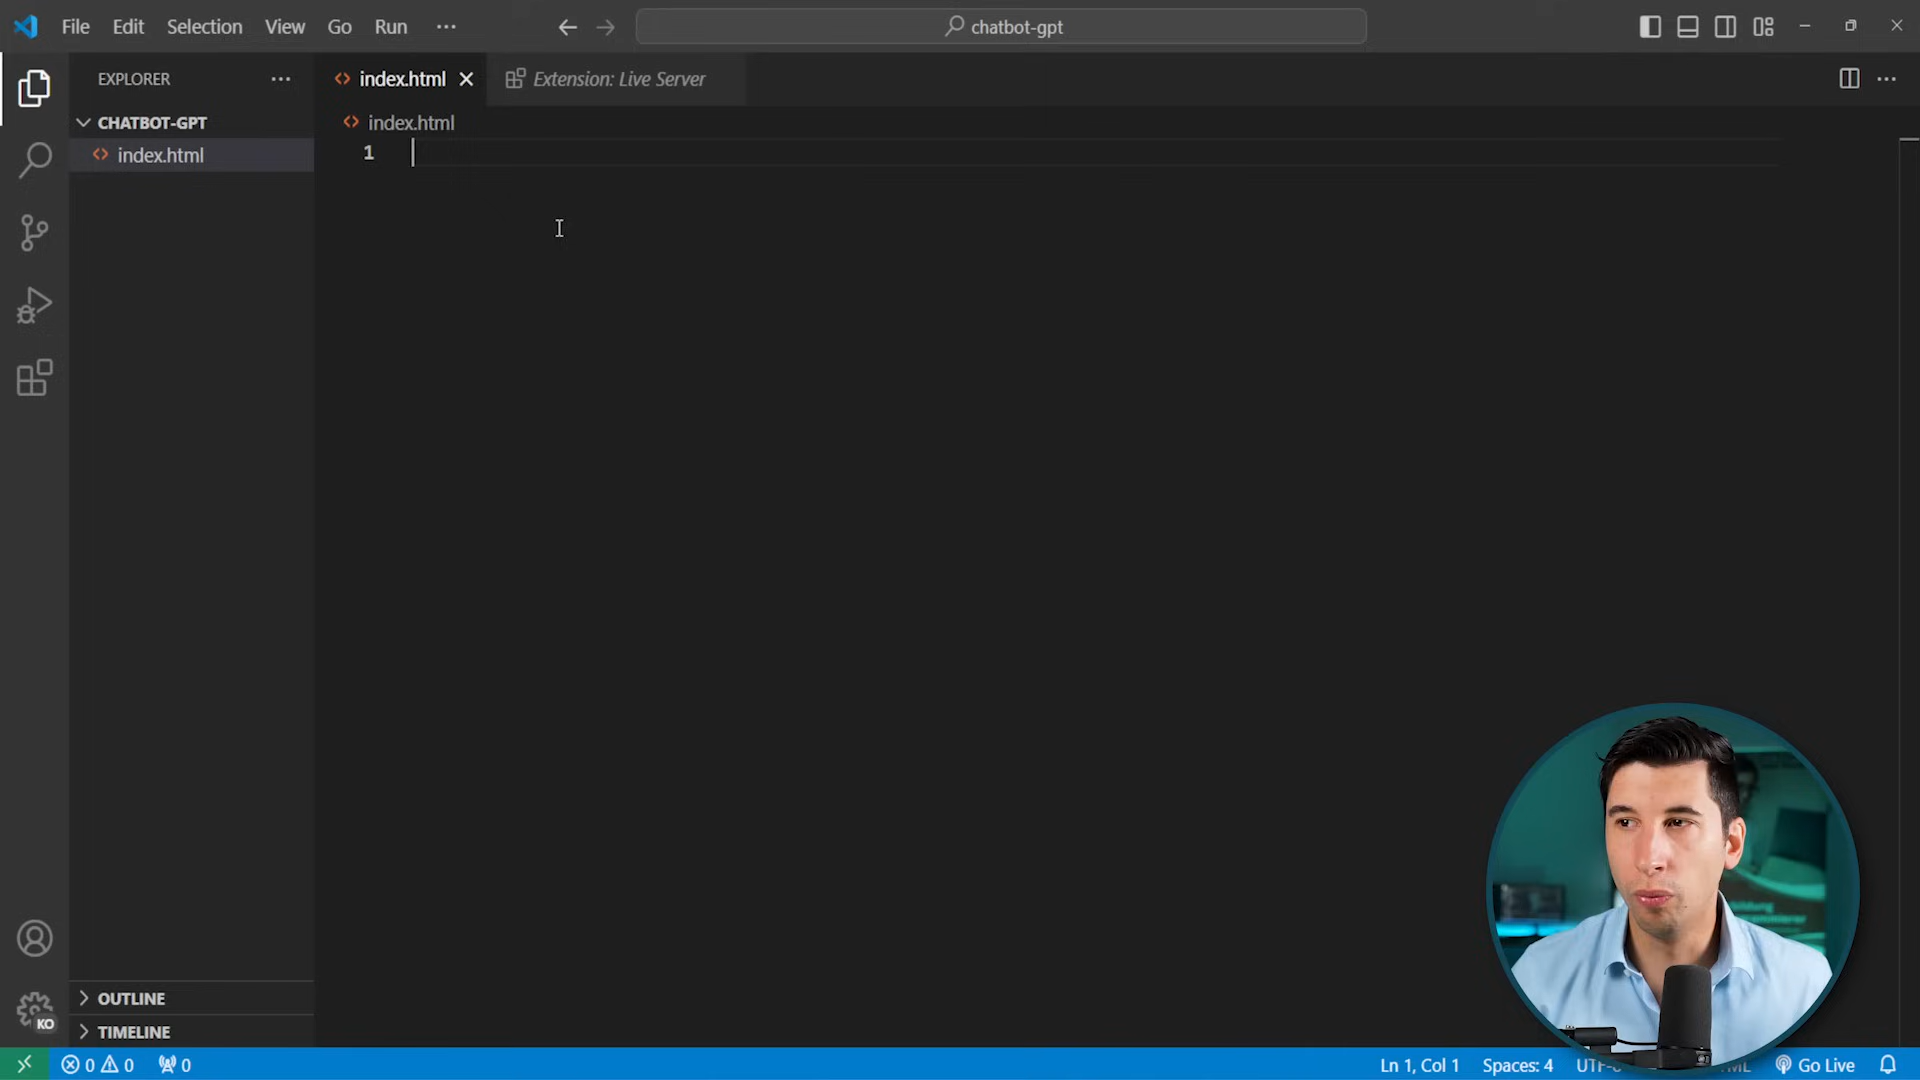 File Edit Selection View Go Run ··· chatbot-gpt
EXPLORER ···
index.html
Extension: Live Server
CHATBOT-GPT
index.html
index.html
1
OUTLINE
KO
TIMELINE
0 0 0
Ln 1, Col 1 Spaces: 4 Go Live